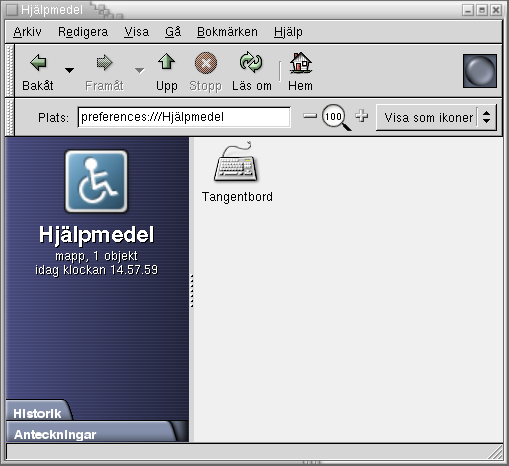 Hjälpmedel
Arkiv Redigera Visa Gå Bokmärken Hjälp
Bakåt Framåt Upp Stopp Läs om Hem
Plats: preferences:///Hjälpmedel 100 Visa som ikoner
Hjälpmedel
mapp, 1 objekt
idag klockan 14.57.59
Tangentbord
Historik
Anteckningar